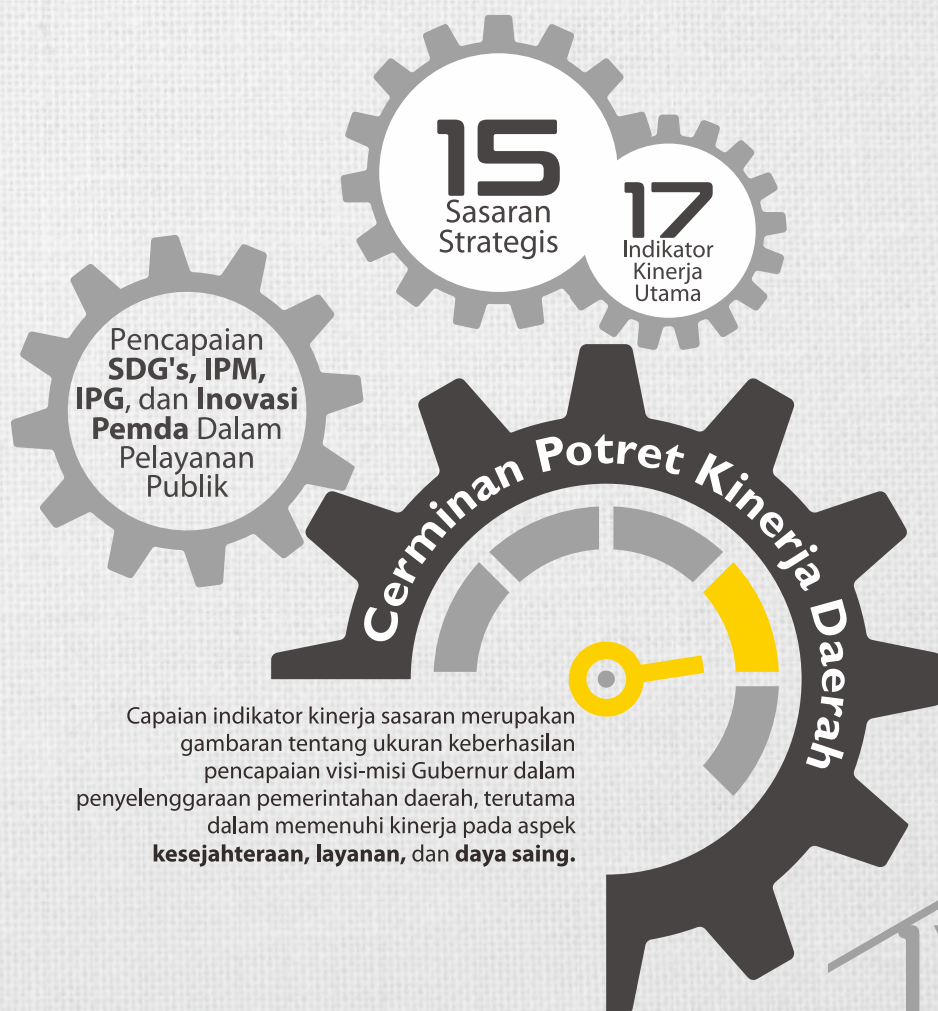 15
Sasaran
Strategis
17
Indikator
Kinerja
Utama
Pencapaian
SDG's, IPM,
IPG, dan Inovasi
Pemda Dalam
Pelayanan
Publik
Cerminan Potret Kinerja Daerah
Capaian indikator kinerja sasaran merupakan
gambaran tentang ukuran keberhasilan
pencapaian visi-misi Gubernur dalam
penyelenggaraan pemerintahan daerah, terutama
dalam memenuhi kinerja pada aspek
kesejahteraan, layanan, dan daya saing.